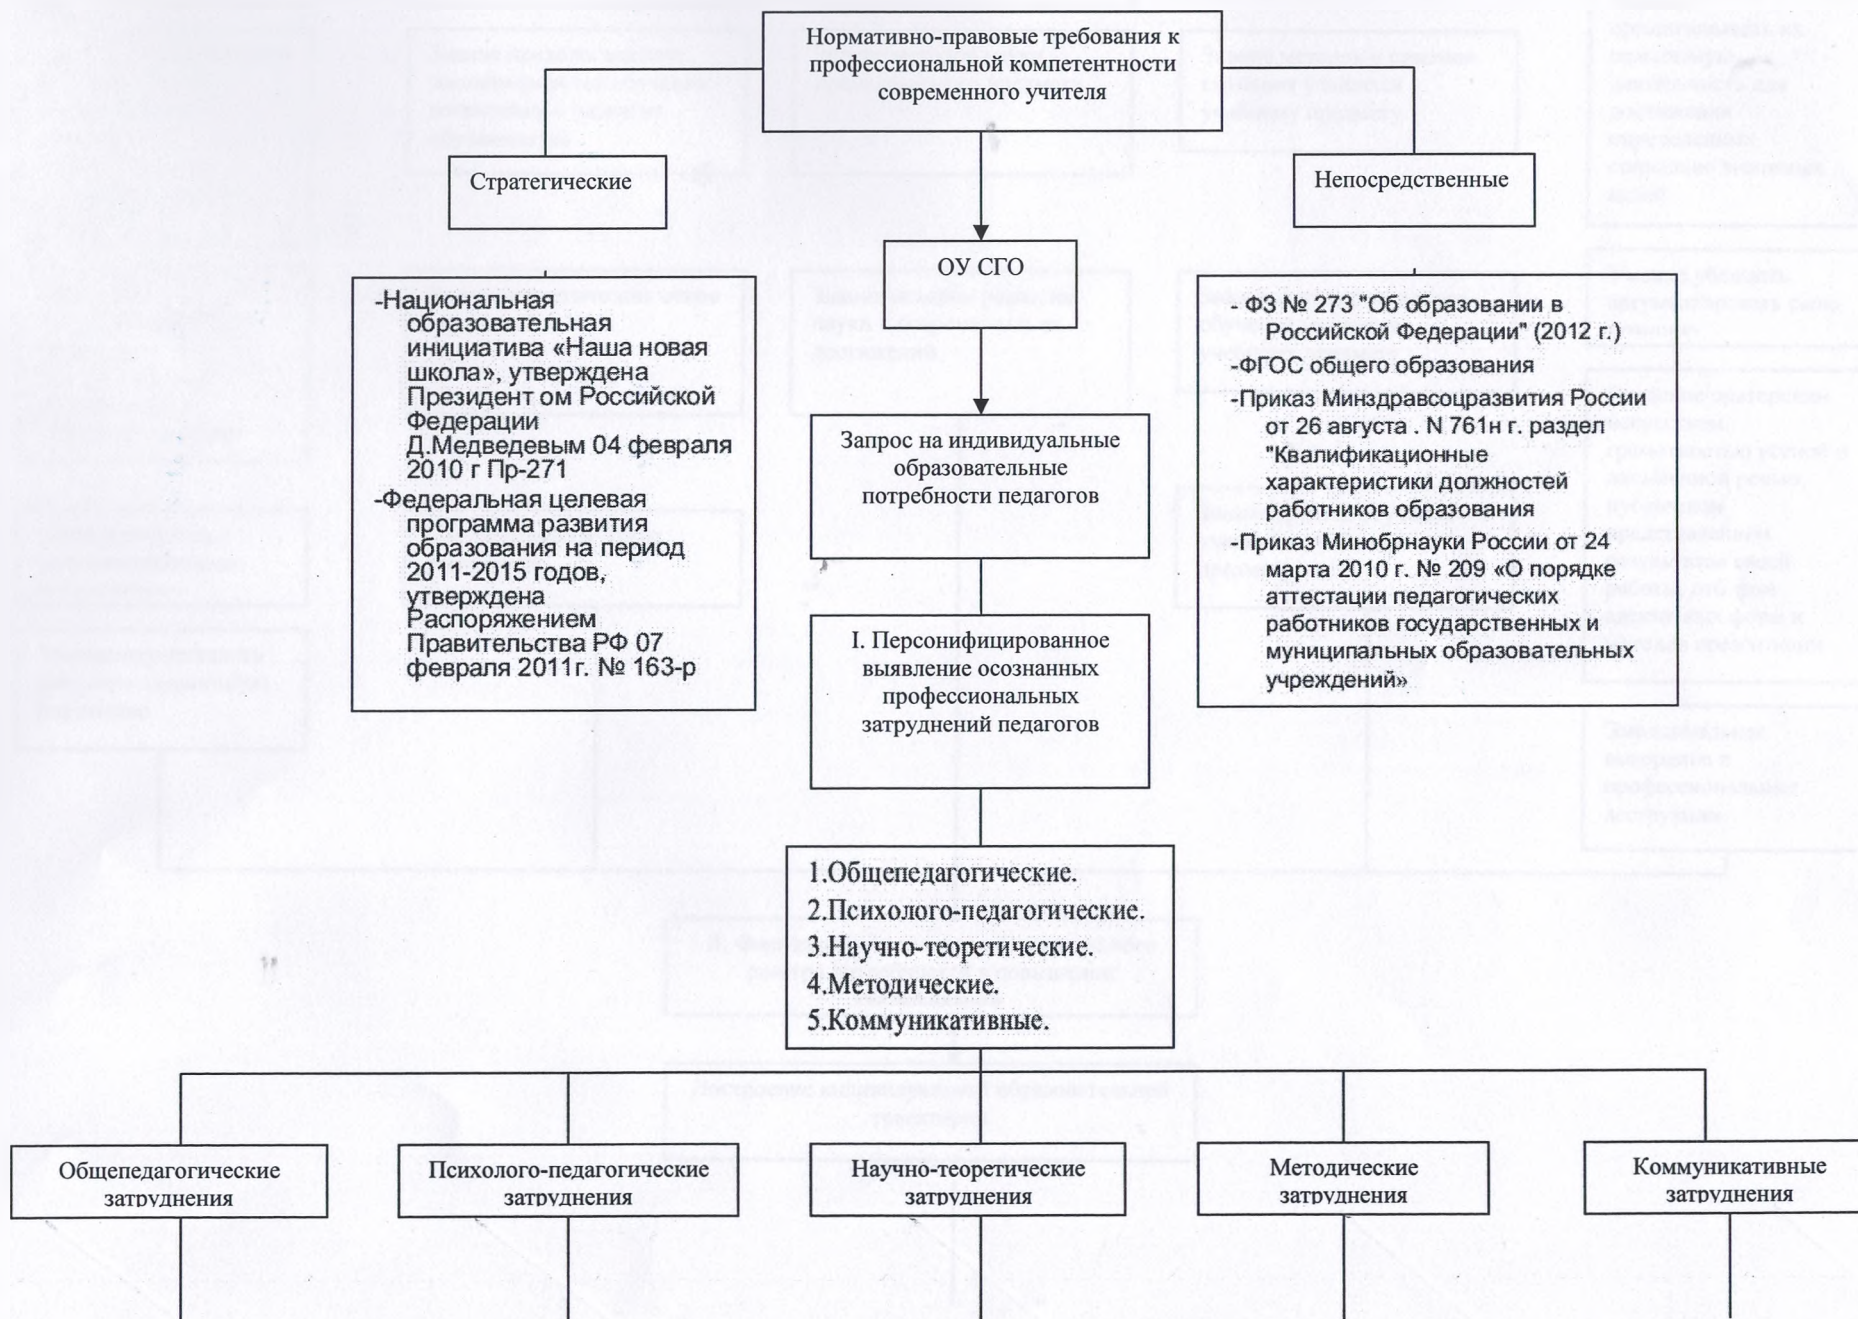 Нормативно-правовые требования к
профессиональной компетентности
современного учителя
Стратегические
Непосредственные
ОУ СГО
-Национальная
образовательная
инициатива «Наша новая
школа», утверждена
Президент ом Российской
Федерации
Д.Медведевым 04 февраля
2010 г Пр-271
-Федеральная целевая
программа развития
образования на период
2011-2015 годов,
утверждена
Распоряжением
Правительства РФ 07
февраля 2011г. № 163-р
Запрос на индивидуальные
образовательные
потребности педагогов
I. Персонифицированное
выявление осознанных
профессиональных
затруднений педагогов
- ФЗ № 273 "Об образовании в
Российской Федерации" (2012 г.)
-ФГОС общего образования
-Приказ Минздравсоцразвития России
от 26 августа . N 761н г. раздел
"Квалификационные
характеристики должностей
работников образования
-Приказ Минобрнауки России от 24
марта 2010 г. № 209 «О порядке
аттестации педагогических
работников государственных и
муниципальных образовательных
учреждений»
1.Общепедагогические.
2.Психолого-педагогические.
3.Научно-теоретические.
4.Методические.
5.Коммуникативные.
Общепедагогические
затруднения
Психолого-педагогические
затруднения
Научно-теоретические
затруднения
Методические
затруднения
Коммуникативные
затруднения